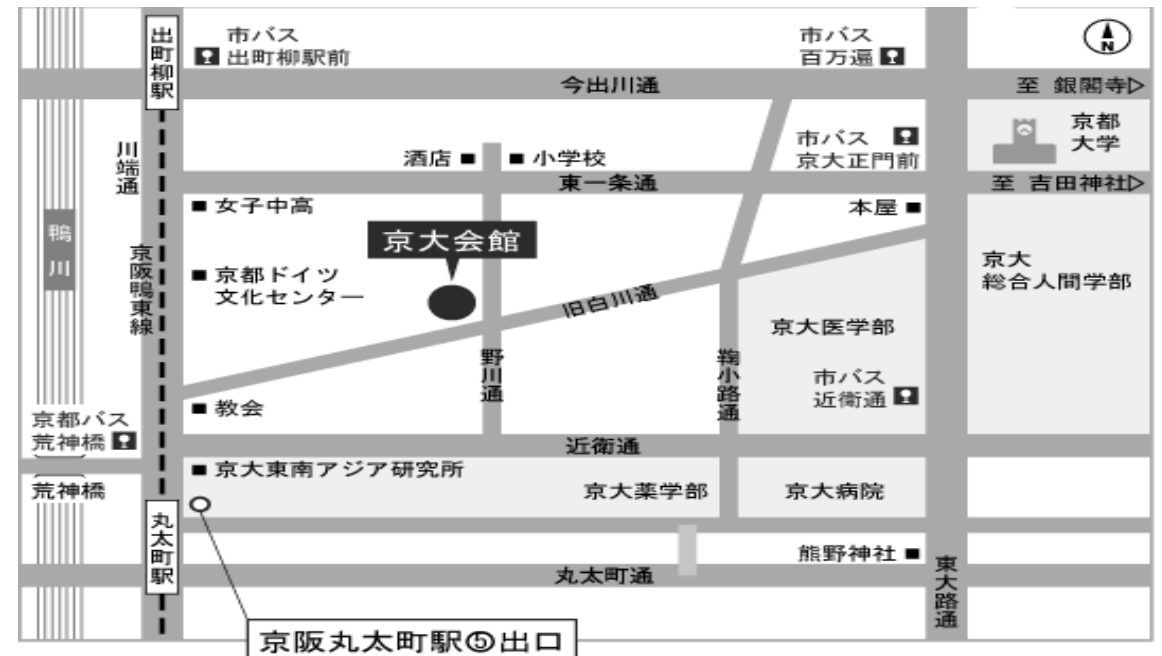 出町柳駅
市バス
出町柳駅前
市バス
百万遍
N
今出川通
至 銀閣寺▷
川端通
酒店
小学校
市バス
京大正門前
京都
大学
東一条通
至 吉田神社▷
女子中高
本屋
鴨川
京大会館
京阪鴨東線
京都ドイツ
文化センター
京大
総合人間学部
旧白川通
京大医学部
野川通
鞠小路通
市バス
近衛通
教会
京都バス
荒神橋
近衛通
京大東南アジア研究所
荒神橋
京大薬学部
京大病院
丸太町駅
熊野神社
丸太町通
東大路通
京阪丸太町駅⑤出口